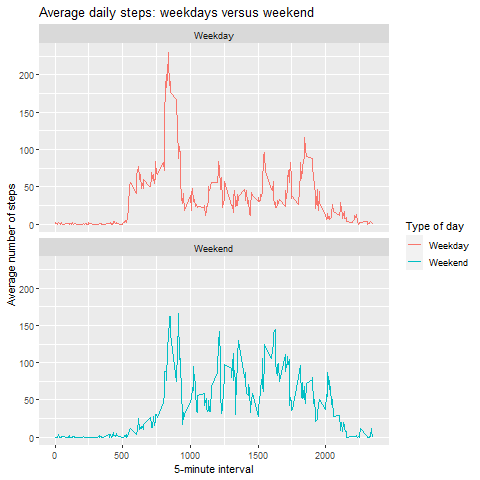 Average daily steps: weekdays versus weekend
Weekday
200
150
100
50
0
Weekend
200
150
100
50
0
0
500
1000
1500
2000
5-minute interval
Average number of steps
Type of day
Weekday
Weekend